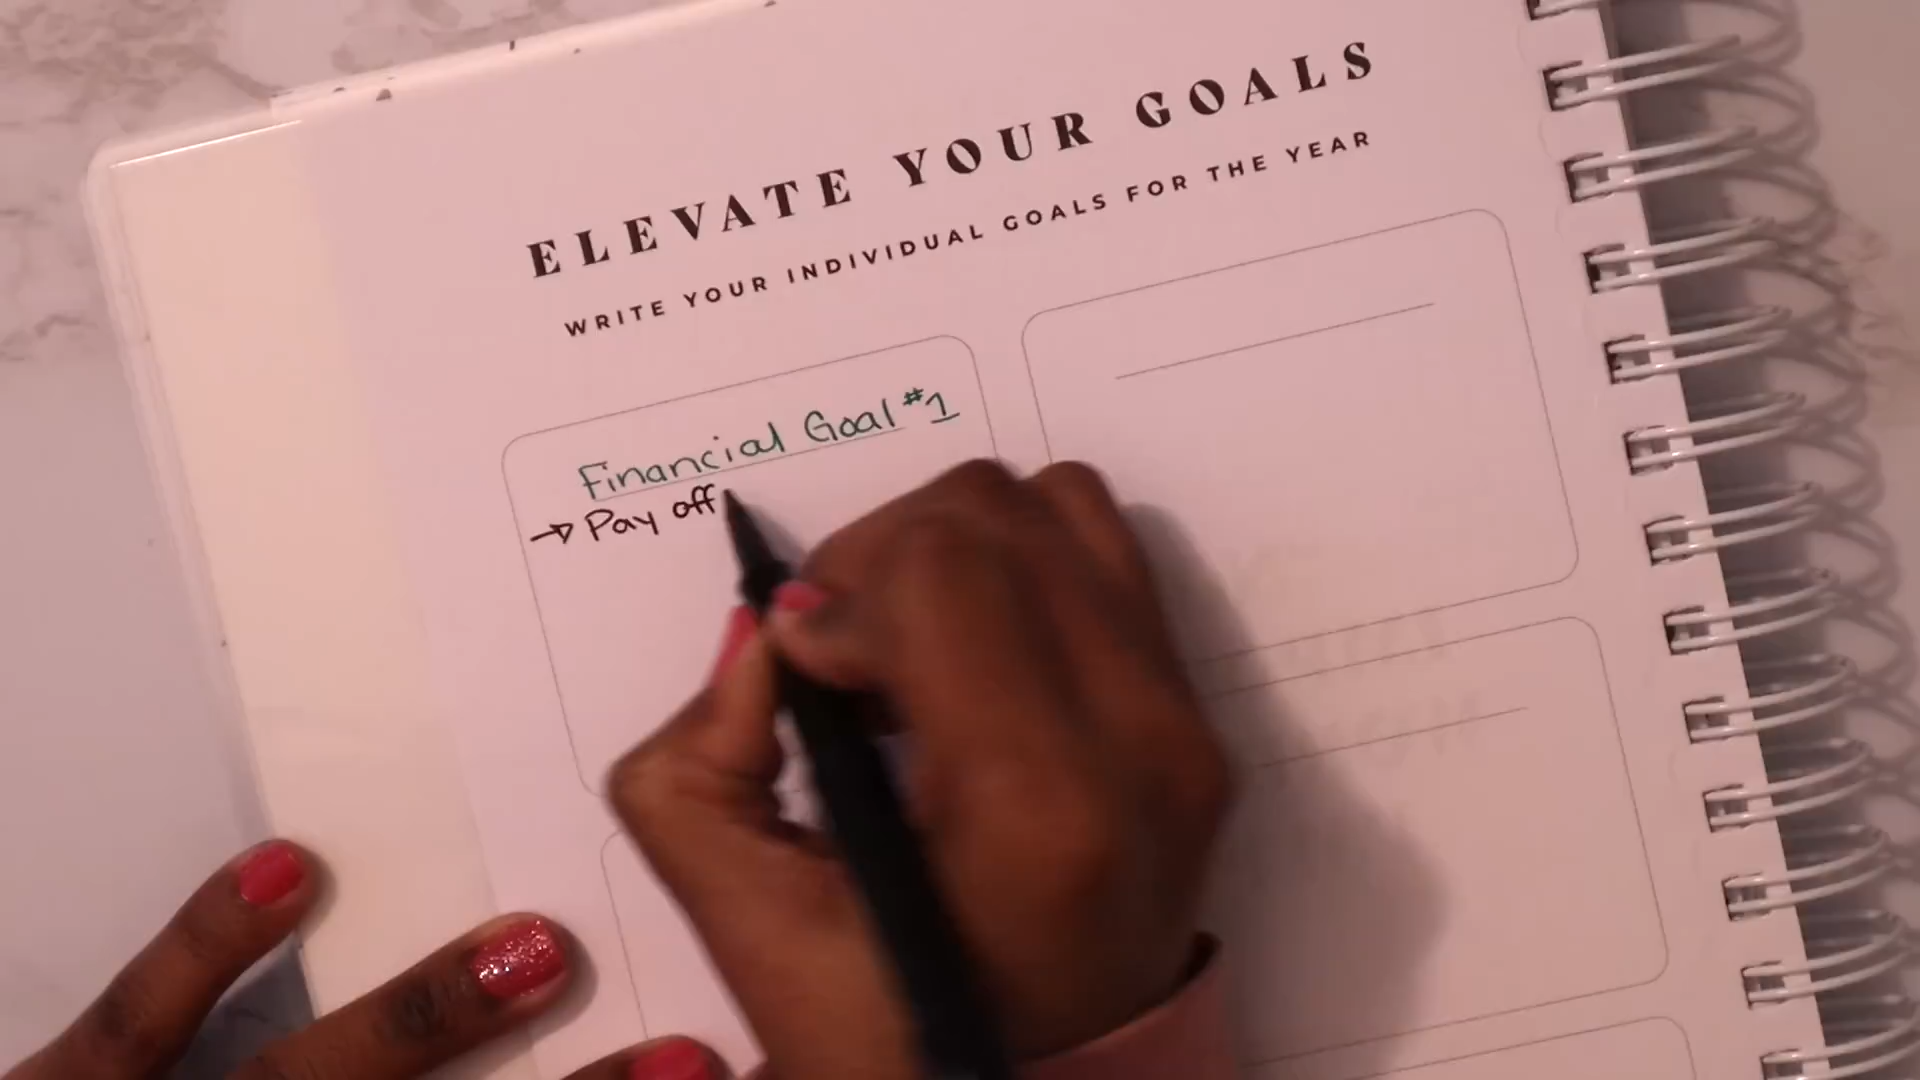 ELEVATE YOUR GOALS
WRITE YOUR INDIVIDUAL GOALS FOR THE YEAR
Financial Goal #1
→ Pay off